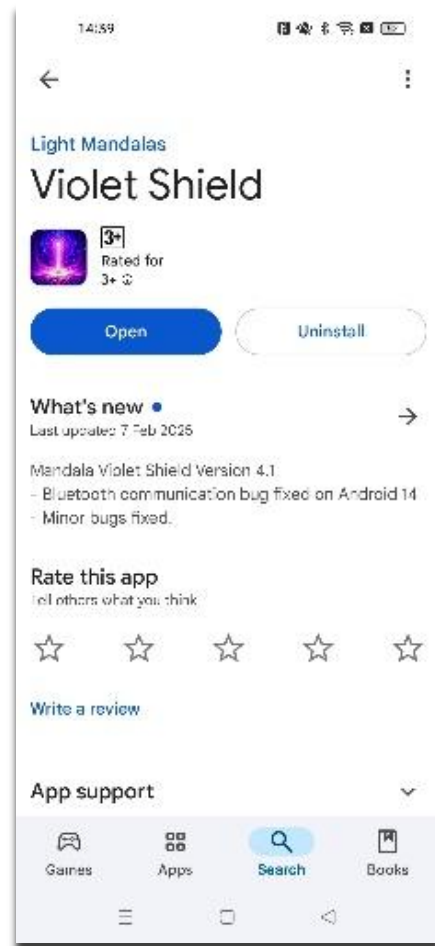 14:59
Light Mandalas
Violet Shield
3+
Rated for
3+
Open
Uninstall
What's new
Last updated 7 Feb 2025
Mandala Violet Shield Version 4.1
- Bluetooth communication bug fixed on Android 14
- Minor bugs fixed.
Rate this app
Tell others what you think
Write a review
App support
Games
Apps
Search
Books